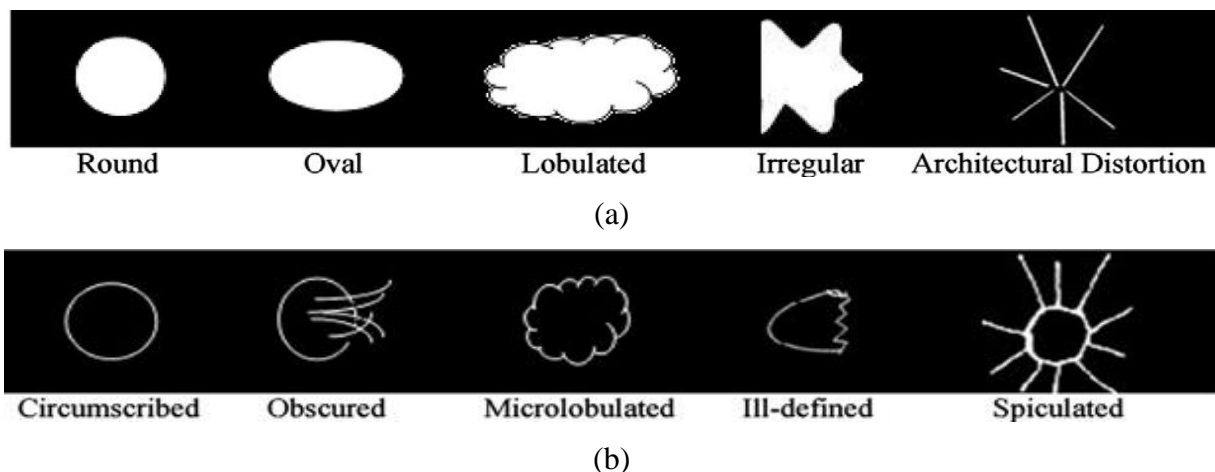 Round Oval Lobulated Irregular Architectural Distortion
(a)
Circumscribed Obscured Microlobulated Ill-defined Spiculated
(b)